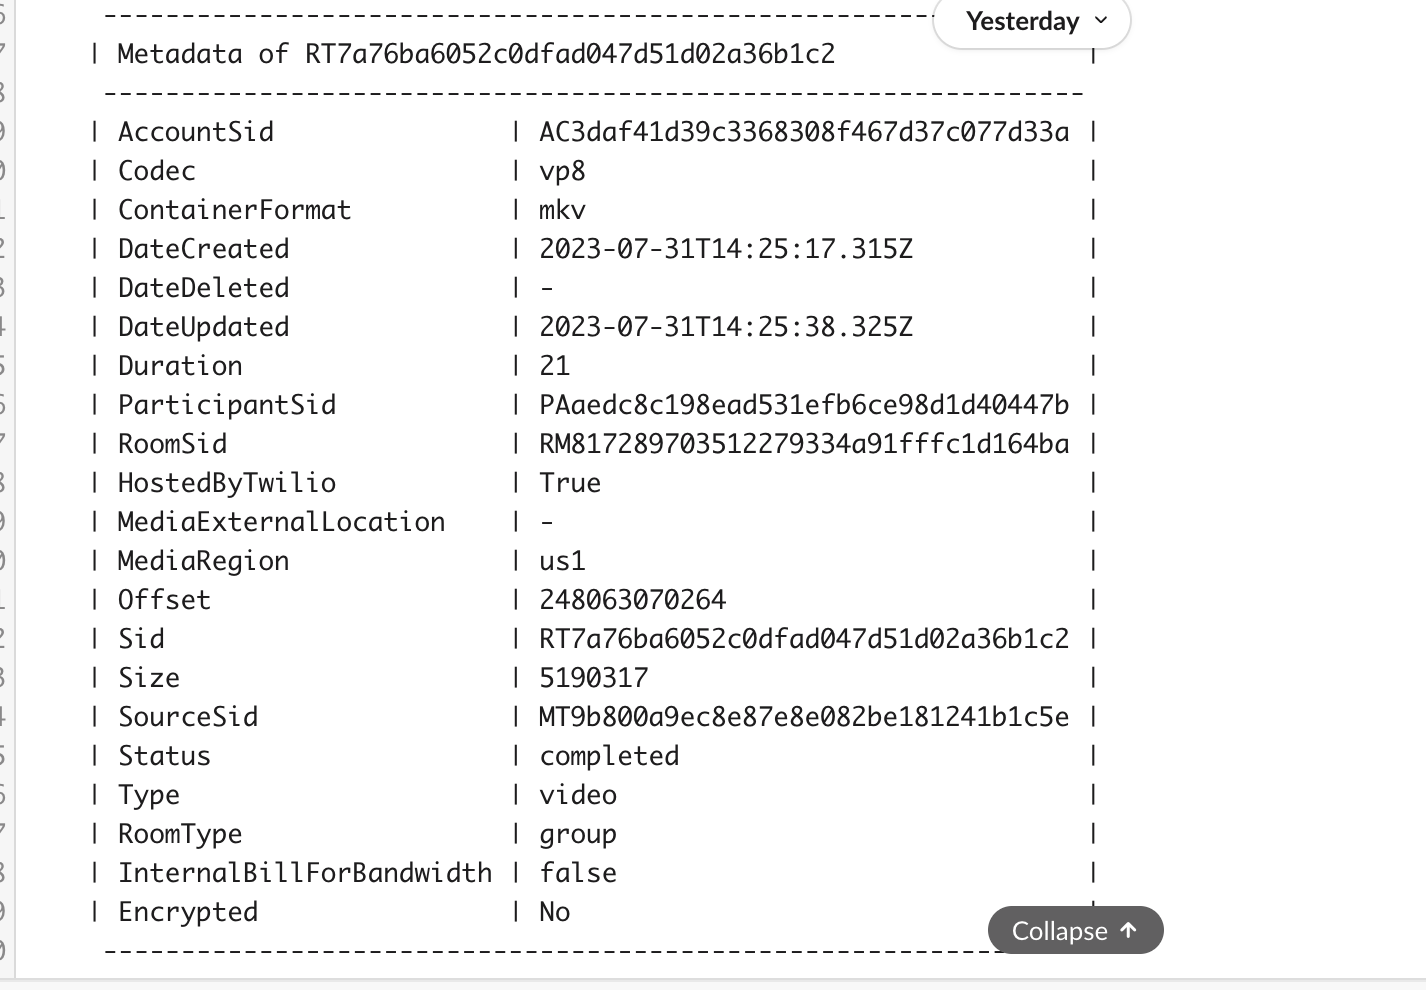 Yesterday
| Metadata of RT7a76ba6052c0dfad047d51d02a36b1c2 |
---------------------------------------------------------------
| AccountSid | AC3daf41d39c3368308f467d37c077d33a |
| Codec | vp8 |
| ContainerFormat | mkv |
| DateCreated | 2023-07-31T14:25:17.315Z |
| DateDeleted | - |
| DateUpdated | 2023-07-31T14:25:38.325Z |
| Duration | 21 |
| ParticipantSid | PAaedc8c198ead531efb6ce98d1d40447b |
| RoomSid | RM817289703512279334a91fffc1d164ba |
| HostedByTwilio | True |
| MediaExternalLocation | - |
| MediaRegion | us1 |
| Offset | 248063070264 |
| Sid | RT7a76ba6052c0dfad047d51d02a36b1c2 |
| Size | 5190317 |
| SourceSid | MT9b800a9ec8e87e8e082be181241b1c5e |
| Status | completed |
| Type | video |
| RoomType | group |
| InternalBillForBandwidth | false |
| Encrypted | No |
Collapse ↑